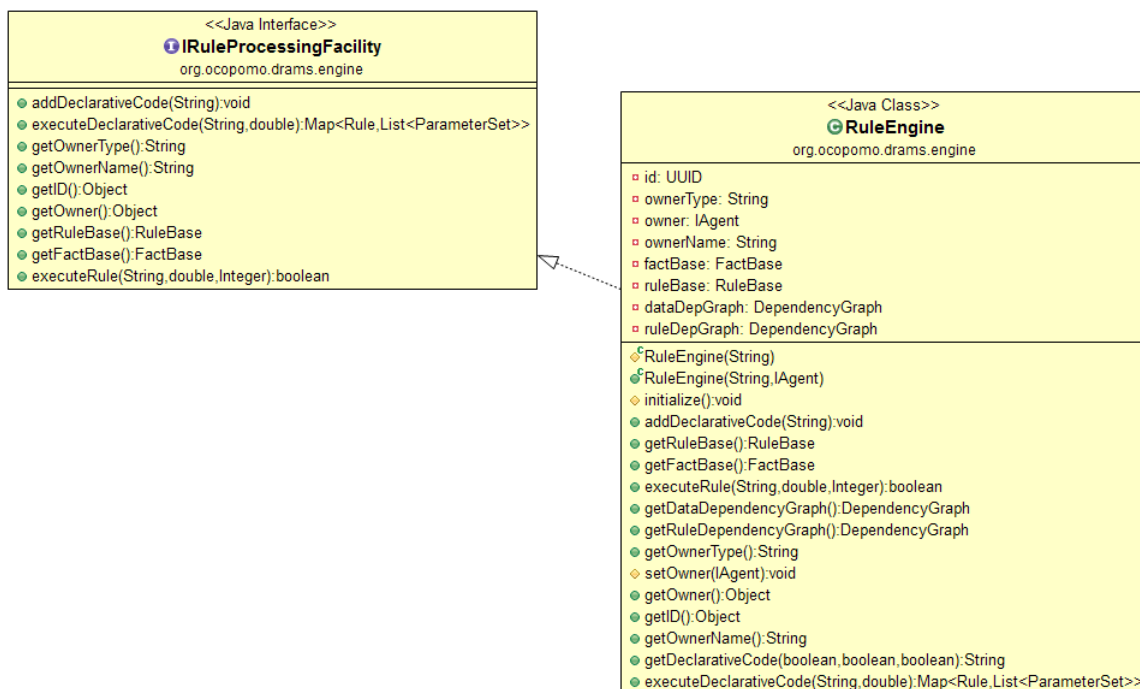 <<Java Interface>>
IRuleProcessingFacility
org.ocopomo.drams.engine
addDeclarativeCode(String):void
executeDeclarativeCode(String,double):Map<Rule,List<ParameterSet>>
getOwnerType():String
getOwnerName():String
getID():Object
getOwner():Object
getRuleBase():RuleBase
getFactBase():FactBase
executeRule(String,double,Integer):boolean
<<Java Class>>
RuleEngine
org.ocopomo.drams.engine
id: UUID
ownerType: String
owner: IAgent
ownerName: String
factBase: FactBase
ruleBase: RuleBase
dataDepGraph: DependencyGraph
ruleDepGraph: DependencyGraph
RuleEngine(String)
RuleEngine(String,IAgent)
initialize():void
addDeclarativeCode(String):void
getRuleBase():RuleBase
getFactBase():FactBase
executeRule(String,double,Integer):boolean
getDataDependencyGraph():DependencyGraph
getRuleDependencyGraph():DependencyGraph
getOwnerType():String
setOwner(IAgent):void
getOwner():Object
getID():Object
getOwnerName():String
getDeclarativeCode(boolean,boolean,boolean):String
executeDeclarativeCode(String,double):Map<Rule,List<ParameterSet>>